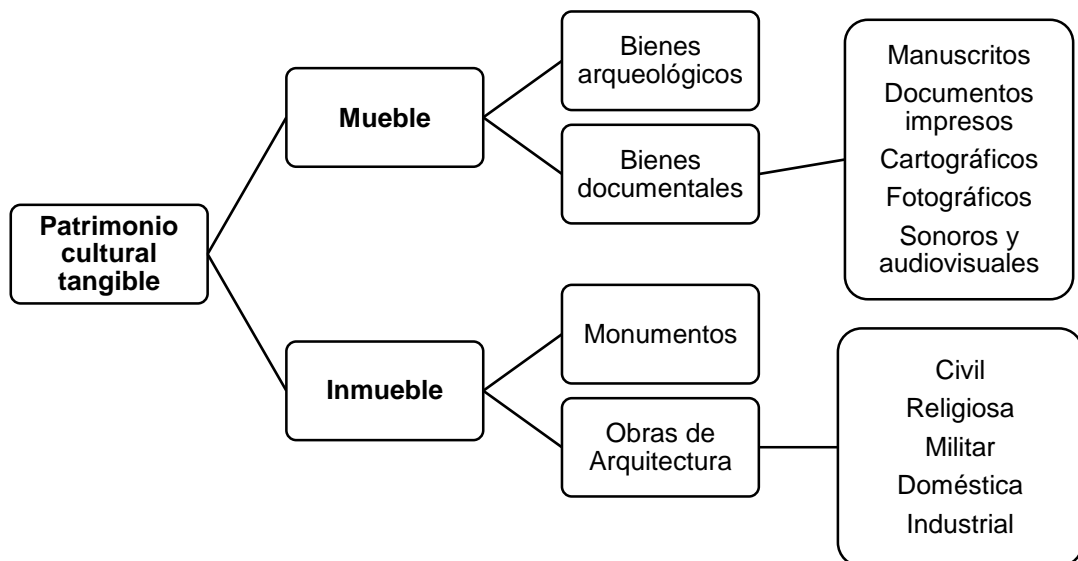 Patrimonio
cultural
tangible
Mueble
Bienes
arqueológicos
Bienes
documentales
Manuscritos
Documentos
impresos
Cartográficos
Fotográficos
Sonoros y
audiovisuales
Inmueble
Monumentos
Obras de
Arquitectura
Civil
Religiosa
Militar
Doméstica
Industrial